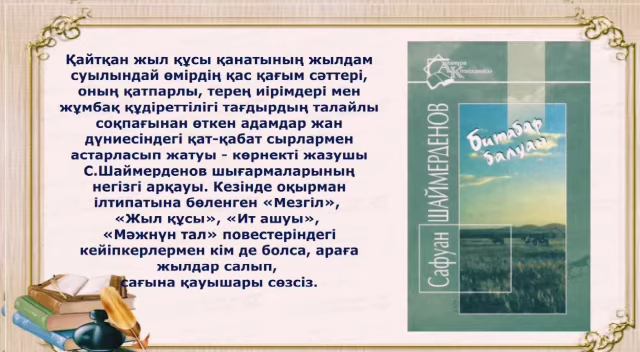 Қайтқан жыл құсы қанатының жылдам
суылындай өмірдің қас қағым сәттері,
оның қатпарлы, терең иірімдері мен
жұмбақ құдіреттілігі тағдырдың талайлы
соқпағынан өткен адамдар жан
дүниесіндегі қат-қабат сырлармен
астарласып жатуы - көрнекті жазушы
С.Шаймерденов шығармаларының
негізгі арқауы. Кезінде оқырман
ілтипатына бөленген «Мезгіл»,
«Жыл құсы», «Ит ашуы»,
«Мәжнүн тал» повестеріндегі
кейіпкерлермен кім де болса, араға
жылдар салып,
сағына қауышары сөзсіз.
Сафуан ШАЙМЕРДЕНОВ
Битабар
балуан